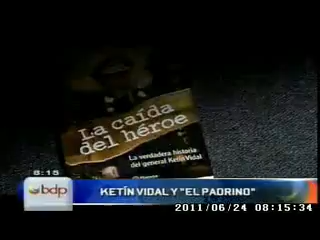 La caída
del héroe
La verdadera historia
del general Ketín Vidal
8:16
bdp
KETÍN VIDAL Y "EL PADRINO"
2011/06/24 08:15:34